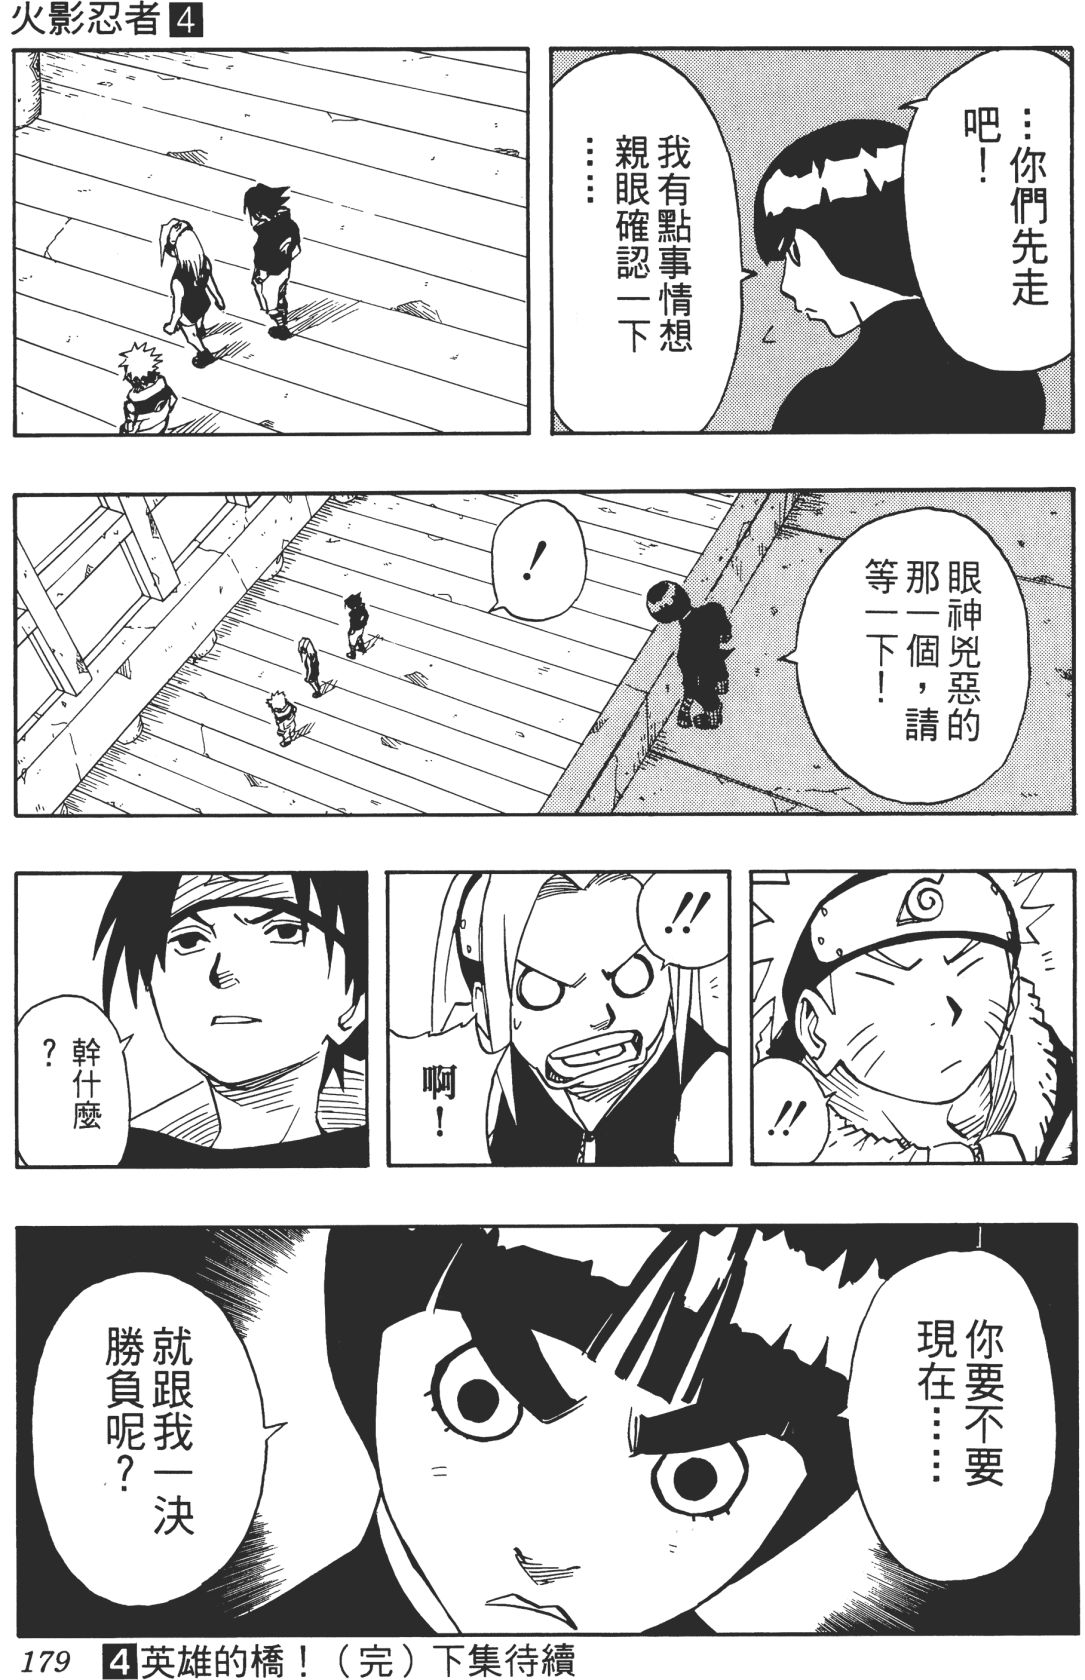 火影忍者4
…你們先走
吧！
我有點事情想
親眼確認一下
……
眼神兇惡的
那一個，請
等一下！
！
!!
!!
啊！
幹什麼
？
你要不要
現在……
就跟我一決
勝負呢？
179
4英雄的橋！（完）下集待續